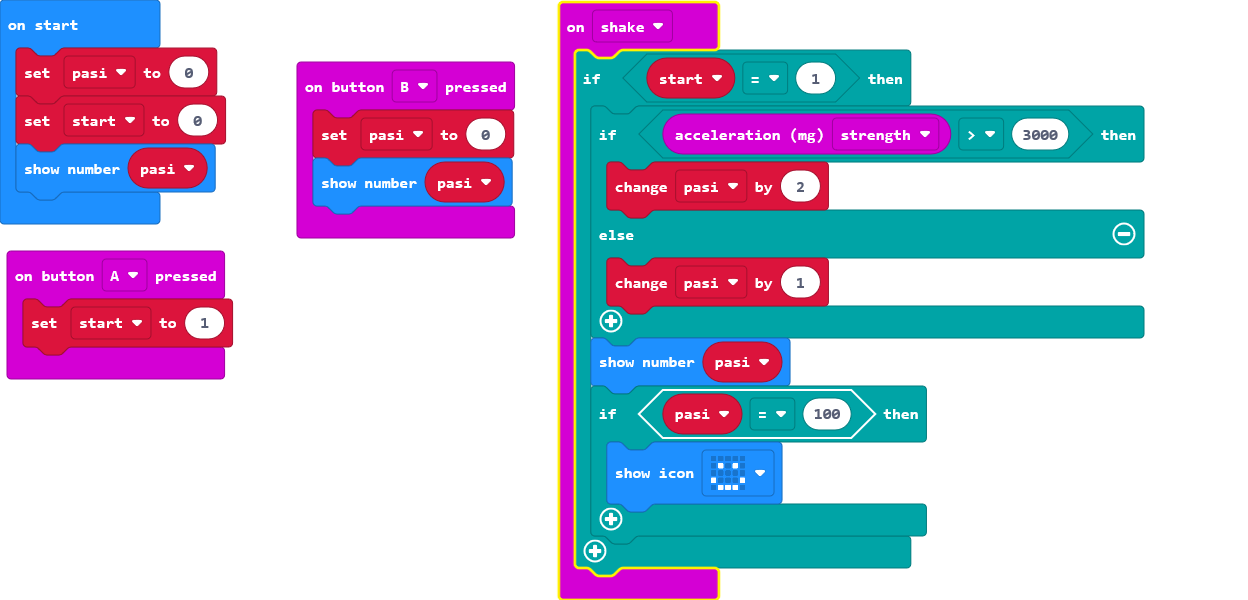 on start
set pasi to 0
set start to 0
show number pasi
on button A pressed
set start to 1
on button B pressed
set pasi to 0
show number pasi
on shake
if start = 1 then
if acceleration (mg) strength > 3000 then
change pasi by 2
else
change pasi by 1
show number pasi
if pasi = 100 then
show icon